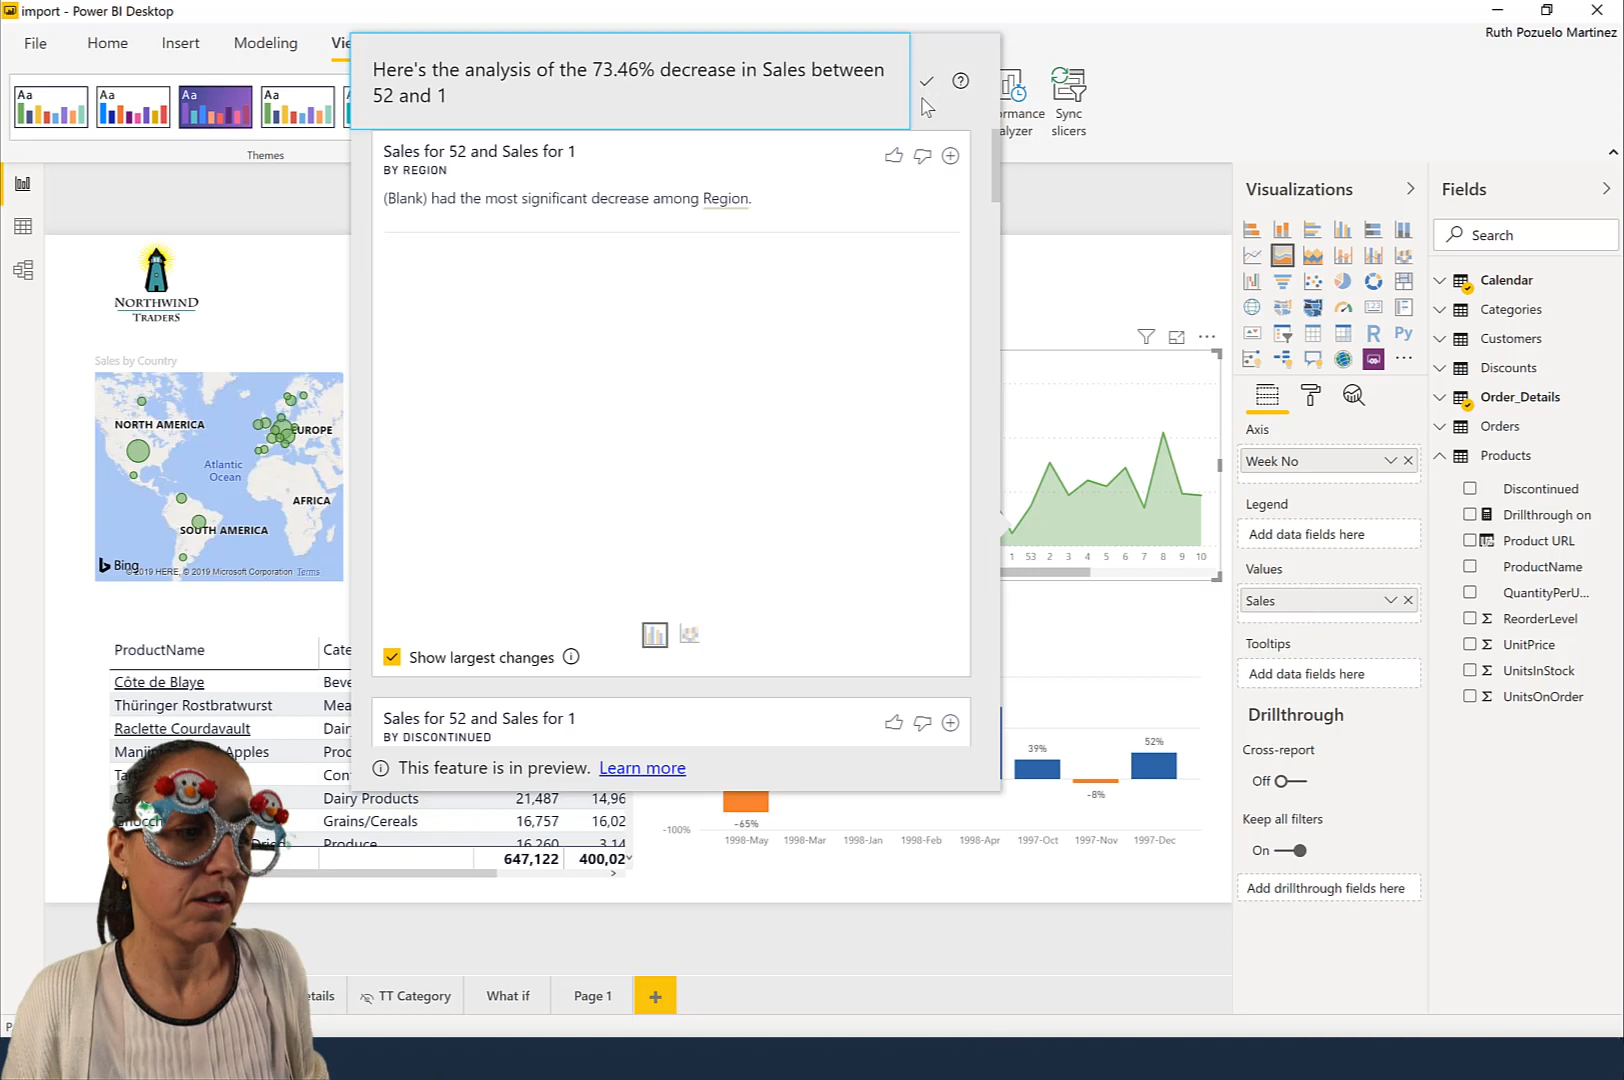 import - Power BI Desktop
Ruth Pozuelo Martinez
File
Home
Insert
Modeling
Aa
Aa
Aa
Aa
Themes
Sync
slicers
Here's the analysis of the 73.46% decrease in Sales between
52 and 1
Sales for 52 and Sales for 1
BY REGION
(Blank) had the most significant decrease among Region.
Show largest changes
Sales for 52 and Sales for 1
BY DISCONTINUED
This feature is in preview. Learn more
NORTHWIND
TRADERS
Sales by Country
NORTH AMERICA
EUROPE
Atlantic
Ocean
AFRICA
SOUTH AMERICA
Bing
© 2019 HERE, © 2019 Microsoft Corporation Terms
ProductName
Côte de Blaye
Thüringer Rostbratwurst
Raclette Courdavault
Dairy Products
21,487
14,96
Grains/Cereals
16,757
16,02
Produce
16,260
3,14
647,122
400,02
1 53 2 3 4 5 6 7 8 9 10
39%
52%
-8%
-65%
-100%
1998-May
1998-Mar
1998-Jan
1998-Feb
1998-Apr
1997-Oct
1997-Nov
1997-Dec
TT Category
What if
Page 1
+
Visualizations
R
Py
Axis
Week No
Legend
Add data fields here
Values
Sales
Tooltips
Add data fields here
Drillthrough
Cross-report
Off
Keep all filters
On
Add drillthrough fields here
Fields
Search
Calendar
Categories
Customers
Discounts
Order_Details
Orders
Products
Discontinued
Drillthrough on
Product URL
ProductName
QuantityPerU...
ReorderLevel
UnitPrice
UnitsInStock
UnitsOnOrder